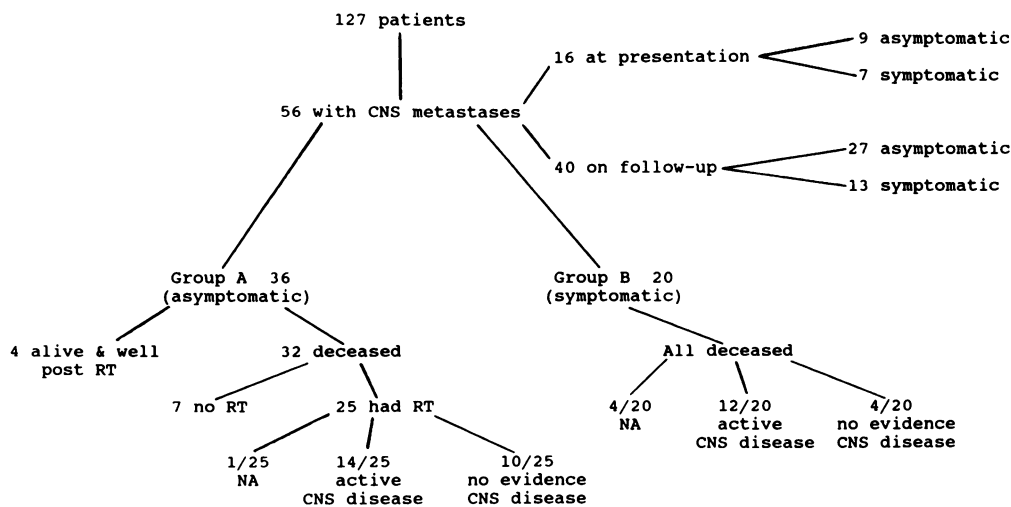 127 patients
9 asymptomatic
16 at presentation
7 symptomatic
56 with CNS metastases
27 asymptomatic
40 on follow-up
13 symptomatic
Group A 36
(asymptomatic)
Group B 20
(symptomatic)
4 alive & well
post RT
32 deceased
All deceased
7 no RT
25 had RT
4/20
NA
12/20
active
CNS disease
4/20
no evidence
CNS disease
1/25
NA
14/25
active
CNS disease
10/25
no evidence
CNS disease